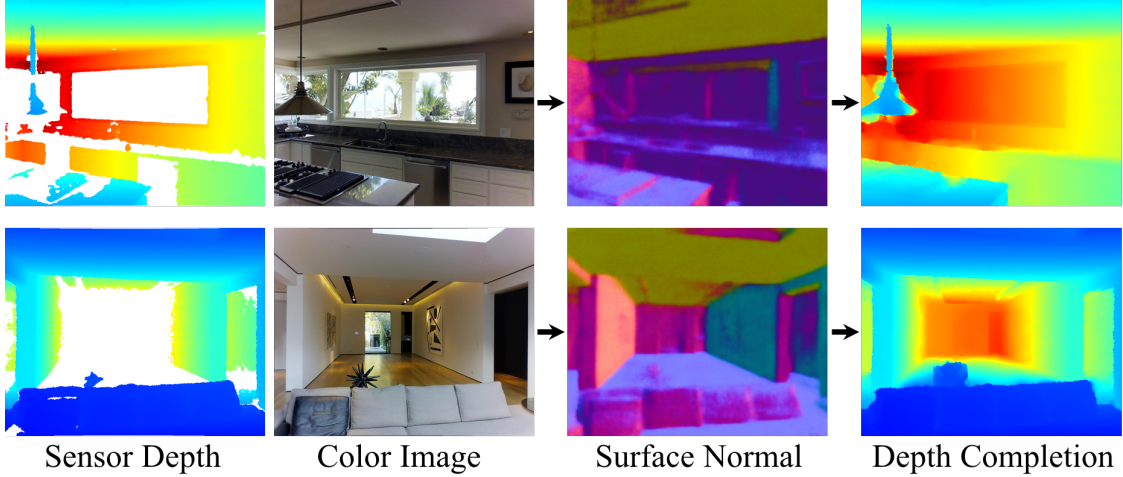 Sensor Depth
Color Image
Surface Normal
Depth Completion